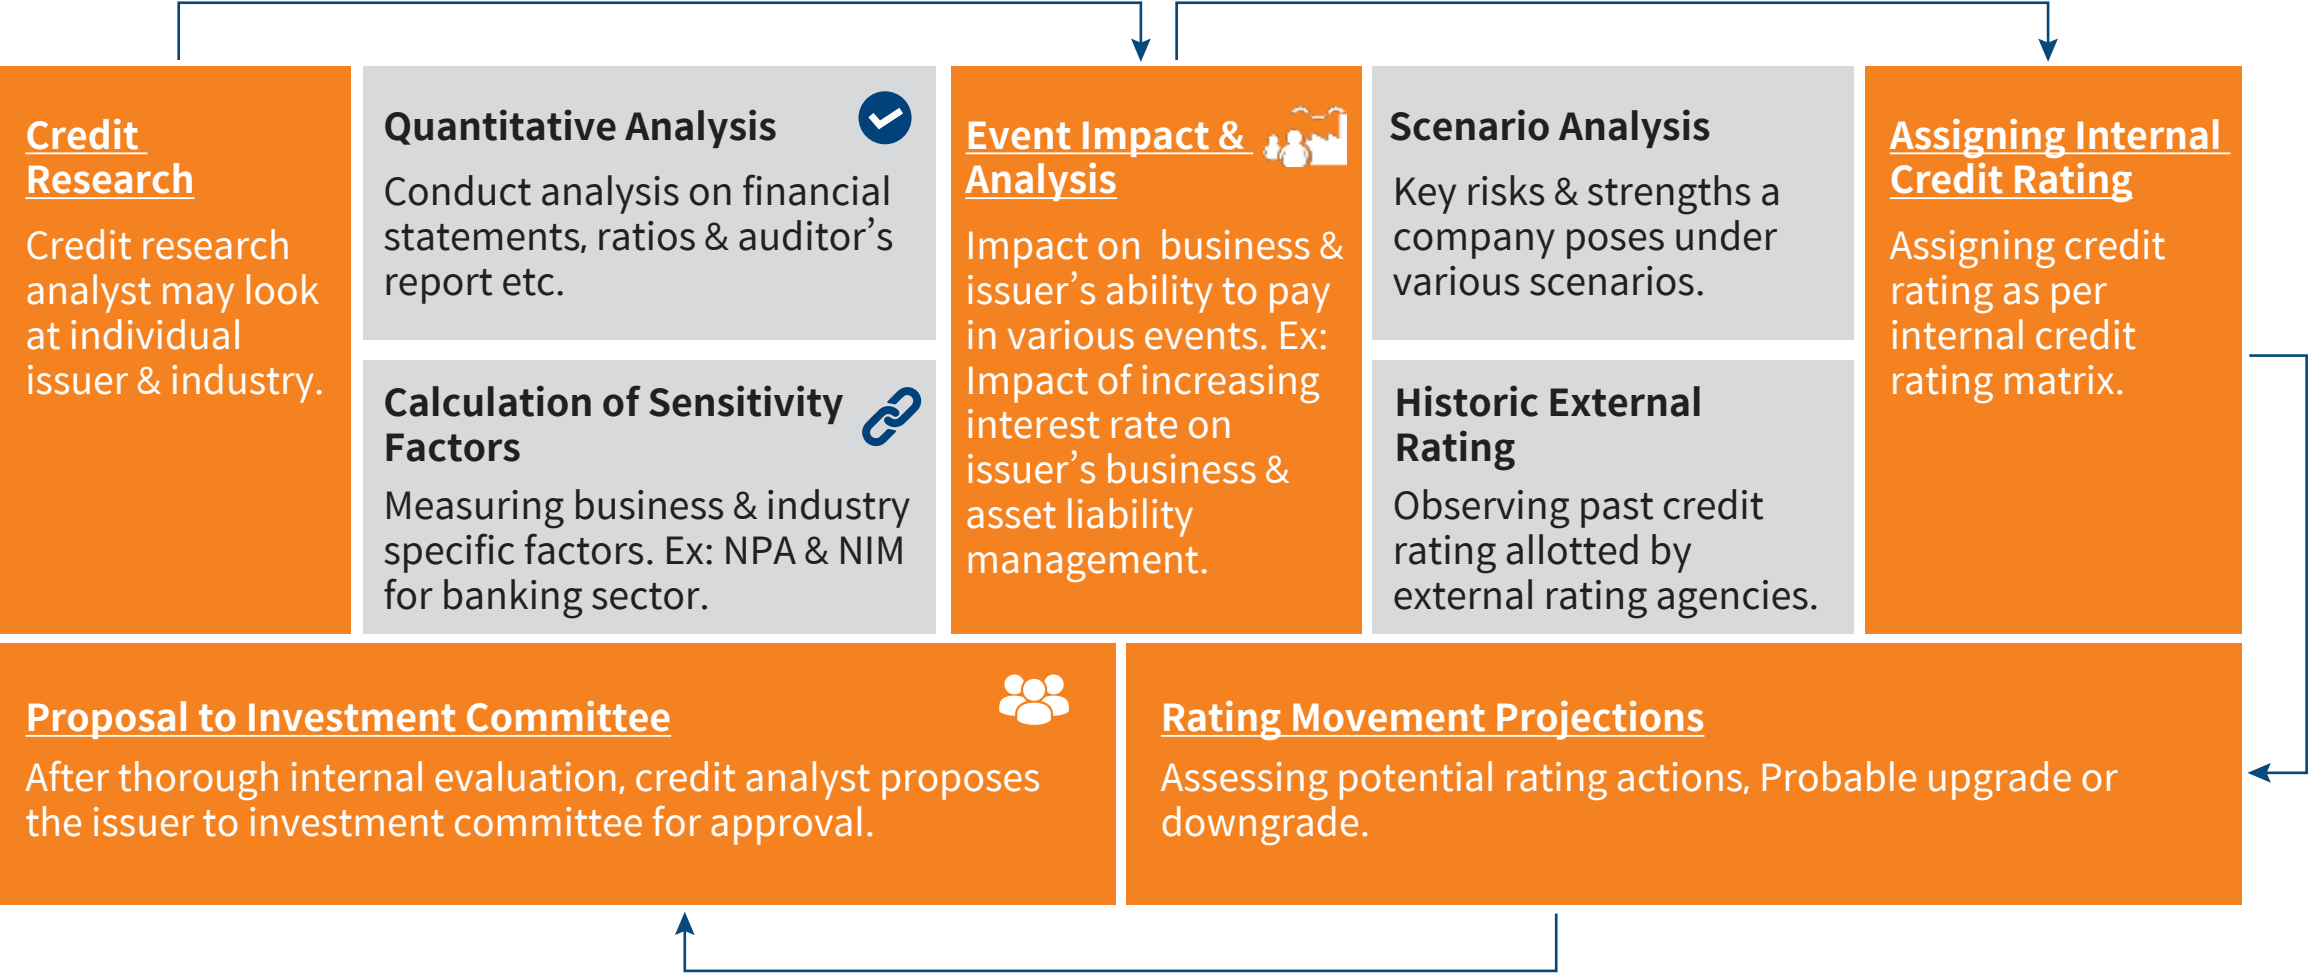 Credit
Research
Credit research
analyst may look
at individual
issuer & industry.
Quantitative Analysis
Conduct analysis on financial
statements, ratios & auditor’s
report etc.
Calculation of Sensitivity
Factors
Measuring business & industry
specific factors. Ex: NPA & NIM
for banking sector.
Event Impact &
Analysis
Impact on business &
issuer’s ability to pay
in various events. Ex:
Impact of increasing
interest rate on
issuer’s business &
asset liability
management.
Scenario Analysis
Key risks & strengths a
company poses under
various scenarios.
Historic External
Rating
Observing past credit
rating allotted by
external rating agencies.
Assigning Internal
Credit Rating
Assigning credit
rating as per
internal credit
rating matrix.
Proposal to Investment Committee
After thorough internal evaluation, credit analyst proposes
the issuer to investment committee for approval.
Rating Movement Projections
Assessing potential rating actions, Probable upgrade or
downgrade.